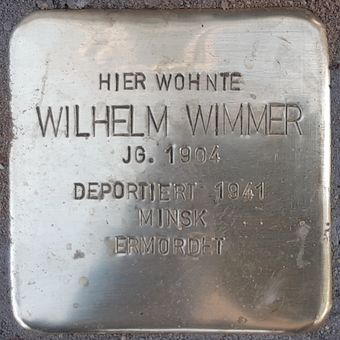 HIER WOHNTE
WILHELM WIMMER
JG. 1904
DEPORTIERT 1941
MINSK
ERMORDET